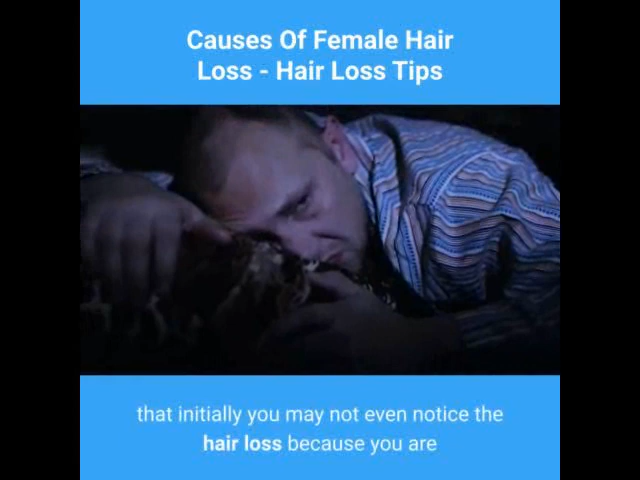 Causes Of Female Hair
Loss - Hair Loss Tips
that initially you may not even notice the
hair loss because you are